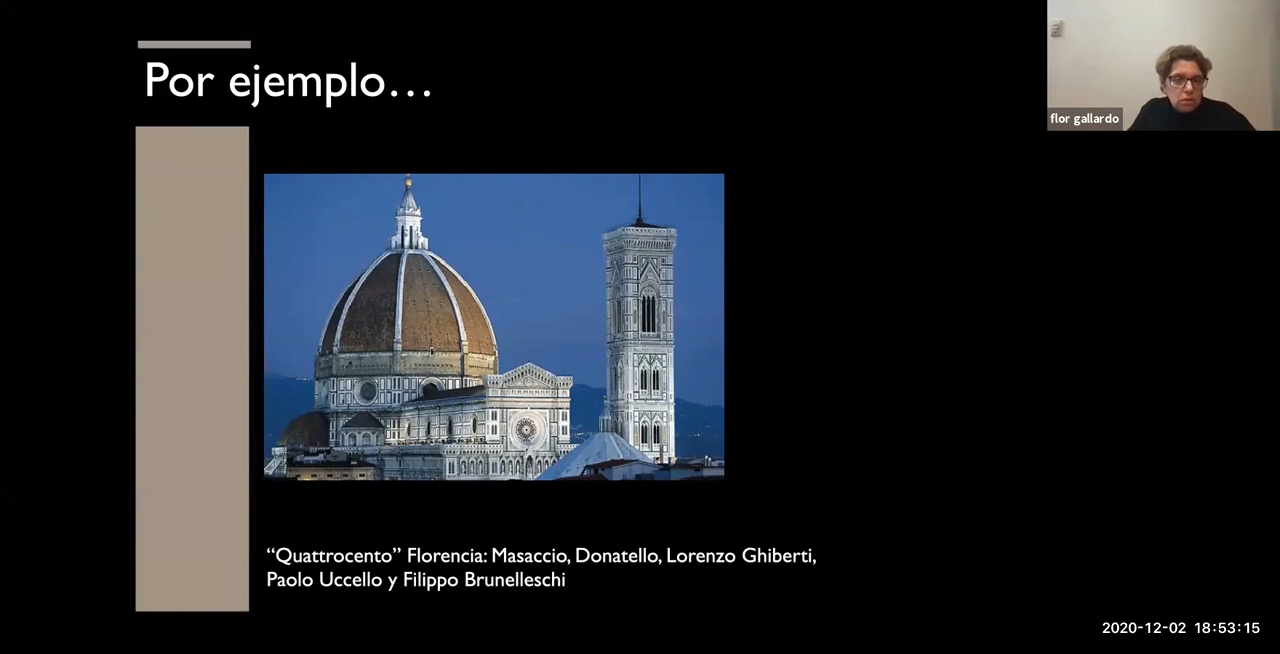 Por ejemplo…
flor gallardo
“Quattrocento” Florencia: Masaccio, Donatello, Lorenzo Ghiberti,
Paolo Uccello y Filippo Brunelleschi
2020-12-02 18:53:15